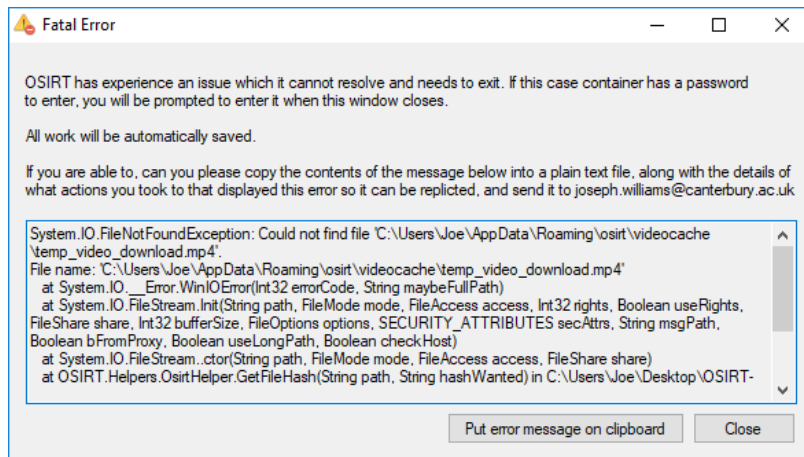 Fatal Error
OSIRT has experience an issue which it cannot resolve and needs to exit. If this case container has a password
to enter, you will be prompted to enter it when this window closes.
All work will be automatically saved.
If you are able to, can you please copy the contents of the message below into a plain text file, along with the details of
what actions you took to that displayed this error so it can be replicted, and send it to joseph.williams@canterbury.ac.uk
System.IO.FileNotFoundException: Could not find file 'C:\Users\Joe\AppData\Roaming\osirt\videocache
\temp_video_download.mp4'.
File name: 'C:\Users\Joe\AppData\Roaming\osirt\videocache\temp_video_download.mp4'
at System.IO.__Error.WinIOError(Int32 errorCode, String maybeFullPath)
at System.IO.FileStream.Init(String path, FileMode mode, FileAccess access, Int32 rights, Boolean useRights,
FileShare share, Int32 bufferSize, FileOptions options, SECURITY_ATTRIBUTES secAttrs, String msgPath,
Boolean bFromProxy, Boolean useLongPath, Boolean checkHost)
at System.IO.FileStream..ctor(String path, FileMode mode, FileAccess access, FileShare share)
at OSIRT.Helpers.OsirtHelper.GetFileHash(String path, String hashWanted) in C:\Users\Joe\Desktop\OSIRT-
Put error message on clipboard
Close